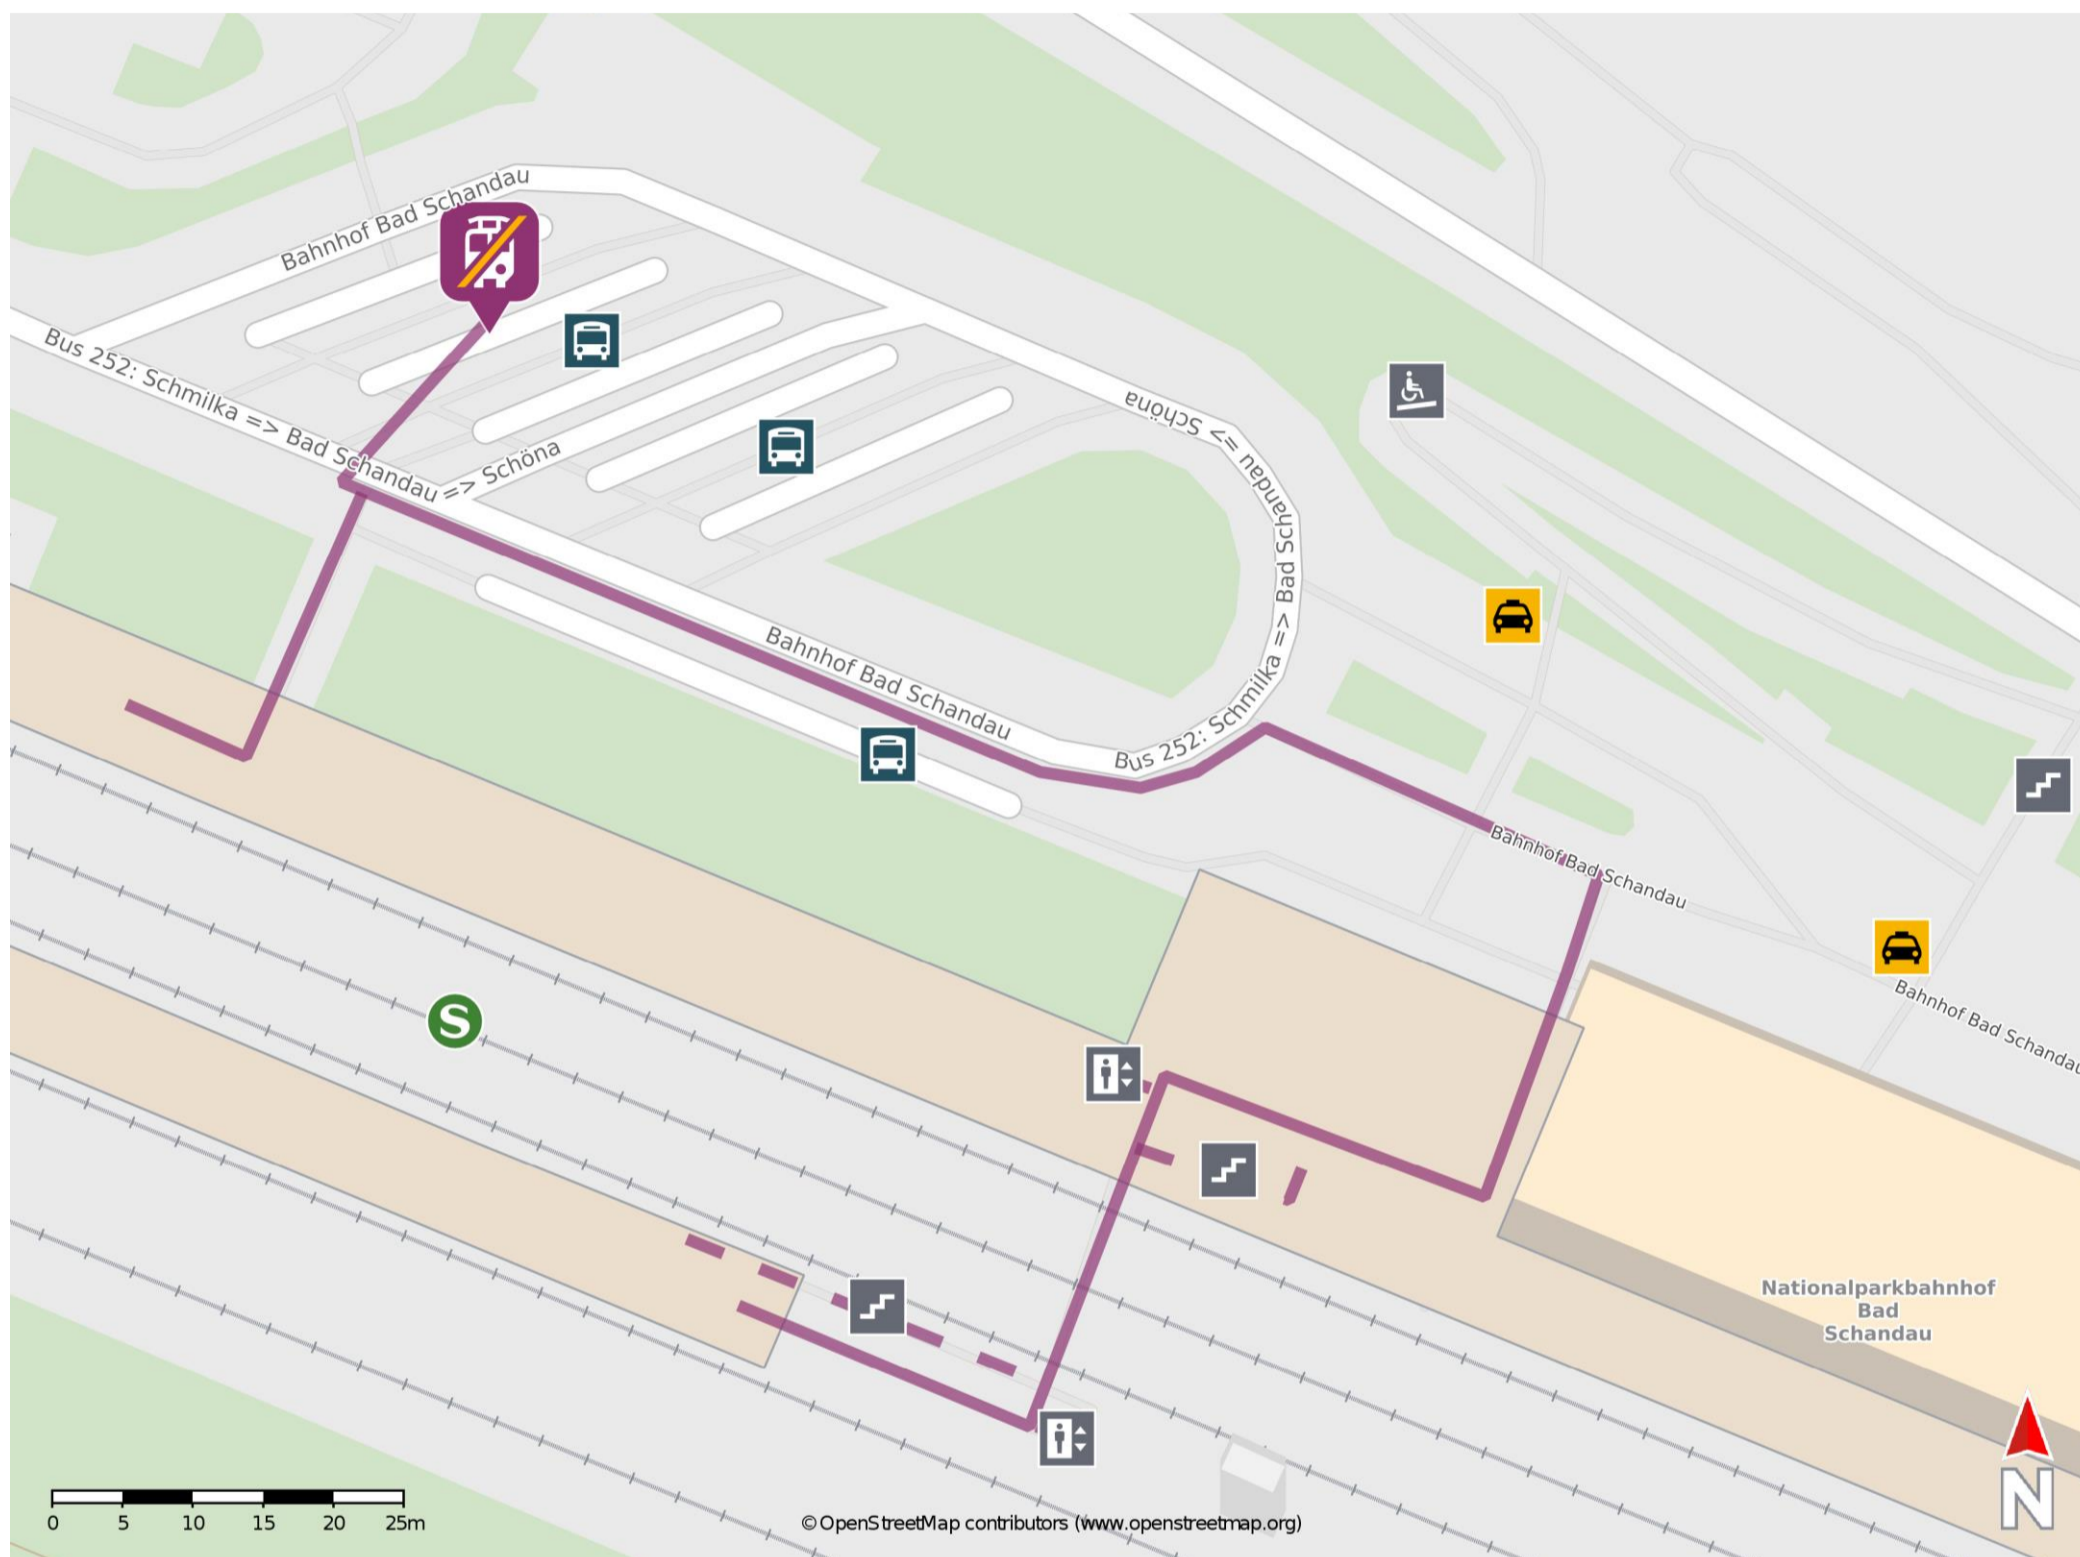 Bahnhof Bad Schandau
Bus 252: Schmilka => Bad Schandau => Schöna
Bus 252: Schmilka => Bad Schandau => Schöna
Bahnhof Bad Schandau
Bahnhof Bad Schandau
Bahnhof Bad Schandau
S
Nationalparkbahnhof
Bad
Schandau
N
0 5 10 15 20 25m
© OpenStreetMap contributors (www.openstreetmap.org)